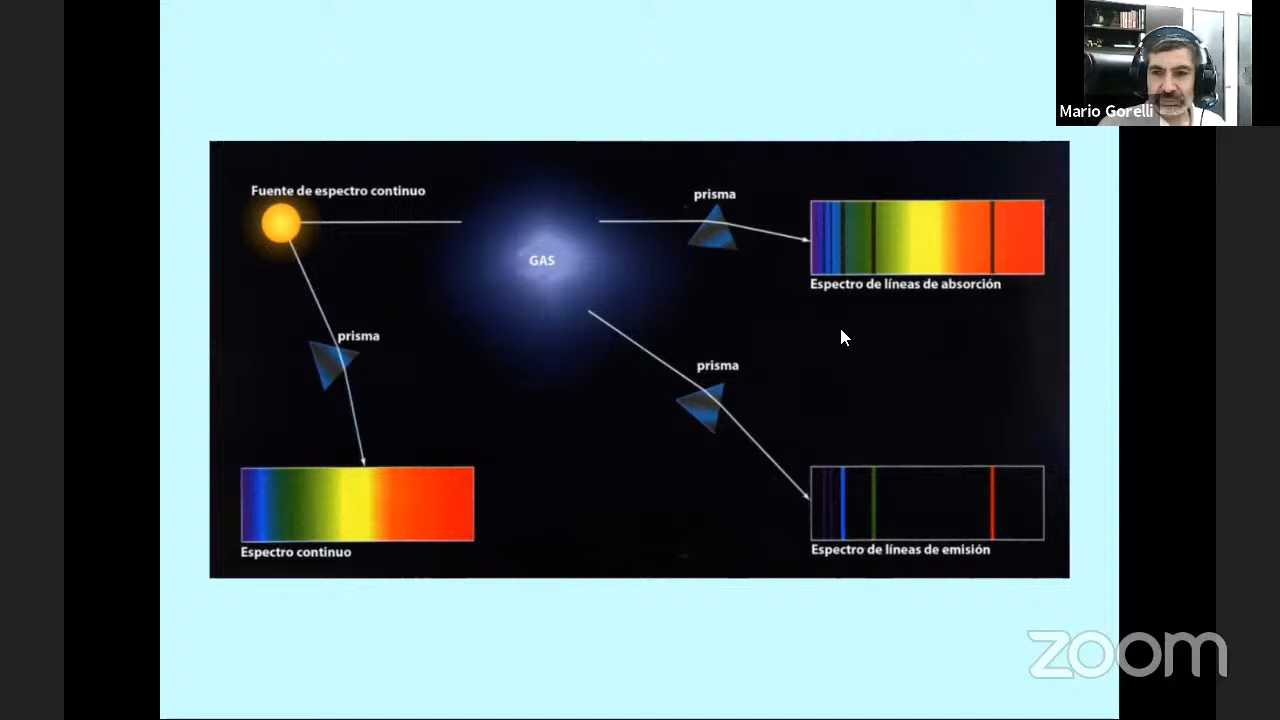 Mario Gorelli
Fuente de espectro continuo
prisma
GAS
prisma
Espectro de líneas de absorción
prisma
Espectro continuo
Espectro de líneas de emisión
zoom